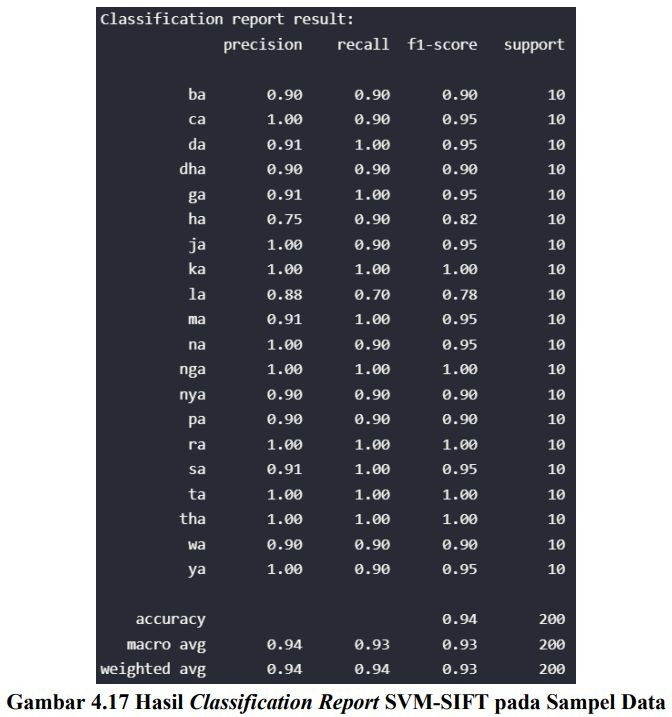 Classification report result:
precision recall f1-score support
ba 0.90 0.90 0.90 10
ca 1.00 0.90 0.95 10
da 0.91 1.00 0.95 10
dha 0.90 0.90 0.90 10
ga 0.91 1.00 0.95 10
ha 0.75 0.90 0.82 10
ja 1.00 0.90 0.95 10
ka 1.00 1.00 1.00 10
la 0.88 0.70 0.78 10
ma 0.91 1.00 0.95 10
na 1.00 0.90 0.95 10
nga 1.00 1.00 1.00 10
nya 0.90 0.90 0.90 10
pa 0.90 0.90 0.90 10
ra 1.00 1.00 1.00 10
sa 0.91 1.00 0.95 10
ta 1.00 1.00 1.00 10
tha 1.00 1.00 1.00 10
wa 0.90 0.90 0.90 10
ya 1.00 0.90 0.95 10
accuracy 0.94 200
macro avg 0.94 0.93 0.93 200
weighted avg 0.94 0.94 0.93 200
Gambar 4.17 Hasil Classification Report SVM-SIFT pada Sampel Data